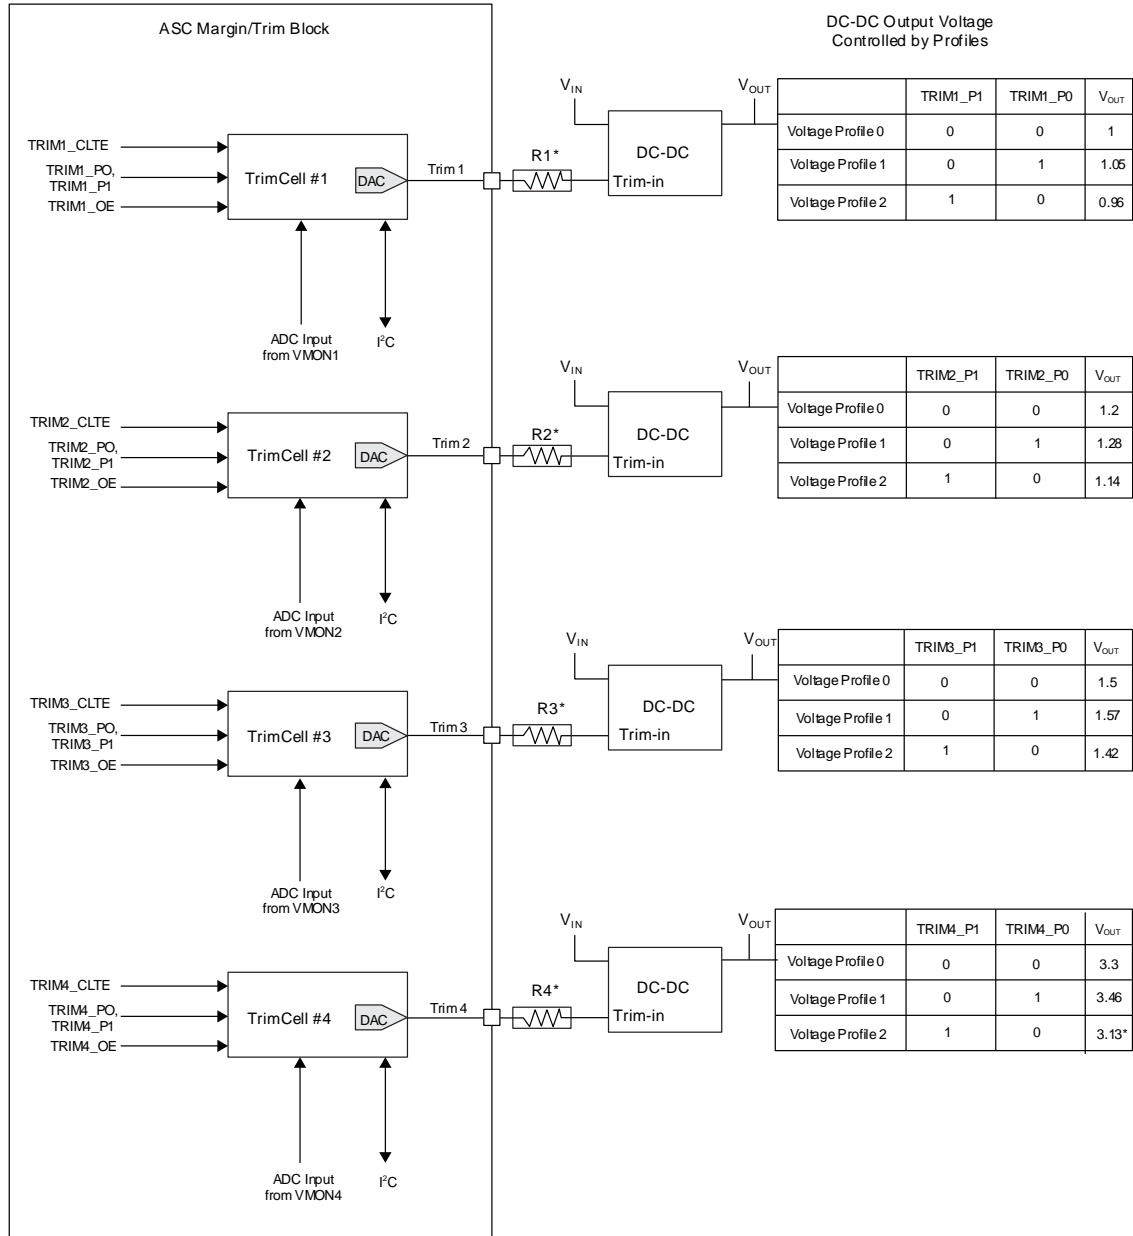 ASC Margin/Trim Block
DC-DC Output Voltage
Controlled by Profiles
TRIM1_CLTE
TRIM1_PO,
TRIM1_P1
TRIM1_OE
TrimCell #1
DAC
Trim 1
ADC Input
from VMON1
I²C
R1*
VIN
DC-DC
Trim-in
VOUT
TRIM1_P1 TRIM1_P0 VOUT
Voltage Profile 0 0 0 1
Voltage Profile 1 0 1 1.05
Voltage Profile 2 1 0 0.96
TRIM2_CLTE
TRIM2_PO,
TRIM2_P1
TRIM2_OE
TrimCell #2
DAC
Trim 2
ADC Input
from VMON2
I²C
R2*
VIN
DC-DC
Trim-in
VOUT
TRIM2_P1 TRIM2_P0 VOUT
Voltage Profile 0 0 0 1.2
Voltage Profile 1 0 1 1.28
Voltage Profile 2 1 0 1.14
TRIM3_CLTE
TRIM3_PO,
TRIM3_P1
TRIM3_OE
TrimCell #3
DAC
Trim 3
ADC Input
from VMON3
I²C
R3*
VIN
DC-DC
Trim-in
VOUT
TRIM3_P1 TRIM3_P0 VOUT
Voltage Profile 0 0 0 1.5
Voltage Profile 1 0 1 1.57
Voltage Profile 2 1 0 1.42
TRIM4_CLTE
TRIM4_PO,
TRIM4_P1
TRIM4_OE
TrimCell #4
DAC
Trim 4
ADC Input
from VMON4
I²C
R4*
VIN
DC-DC
Trim-in
VOUT
TRIM4_P1 TRIM4_P0 VOUT
Voltage Profile 0 0 0 3.3
Voltage Profile 1 0 1 3.46
Voltage Profile 2 1 0 3.13*